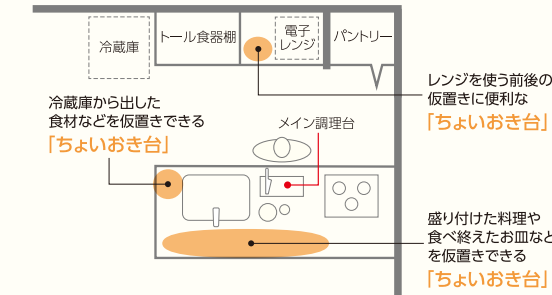 冷蔵庫
トール食器棚
電子
レンジ
パントリー
レンジを使う前後の
仮置きに便利な
「ちょいおき台」
冷蔵庫から出した
食材などを仮置きできる
「ちょいおき台」
メイン調理台
盛り付けた料理や
食べ終えたお皿など
を仮置きできる
「ちょいおき台」